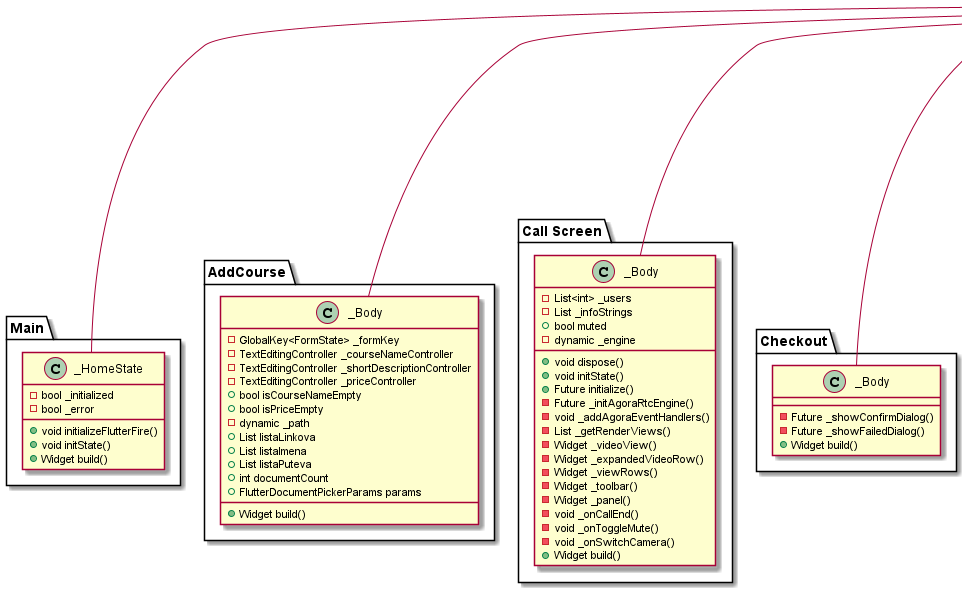 Main
C _HomeState
bool _initialized
bool _error
void initializeFlutterFire()
void initState()
Widget build()
AddCourse
C _Body
GlobalKey<FormState> _formKey
TextEditingController _courseNameController
TextEditingController _shortDescriptionController
TextEditingController _priceController
bool isCourseNameEmpty
bool isPriceEmpty
dynamic _path
List listaLinkova
List listaImena
List listaPuteva
int documentCount
FlutterDocumentPickerParams params
Widget build()
Call Screen
C _Body
List<int> _users
List _infoStrings
bool muted
dynamic _engine
void dispose()
void initState()
Future initialize()
Future _initAgoraRtcEngine()
void _addAgoraEventHandlers()
List _getRenderViews()
Widget _videoView()
Widget _expandedVideoRow()
Widget _viewRows()
Widget _toolbar()
Widget _panel()
void _onCallEnd()
void _onToggleMute()
void _onSwitchCamera()
Widget build()
Checkout
C _Body
Future _showConfirmDialog()
Future _showFailedDialog()
Widget build()